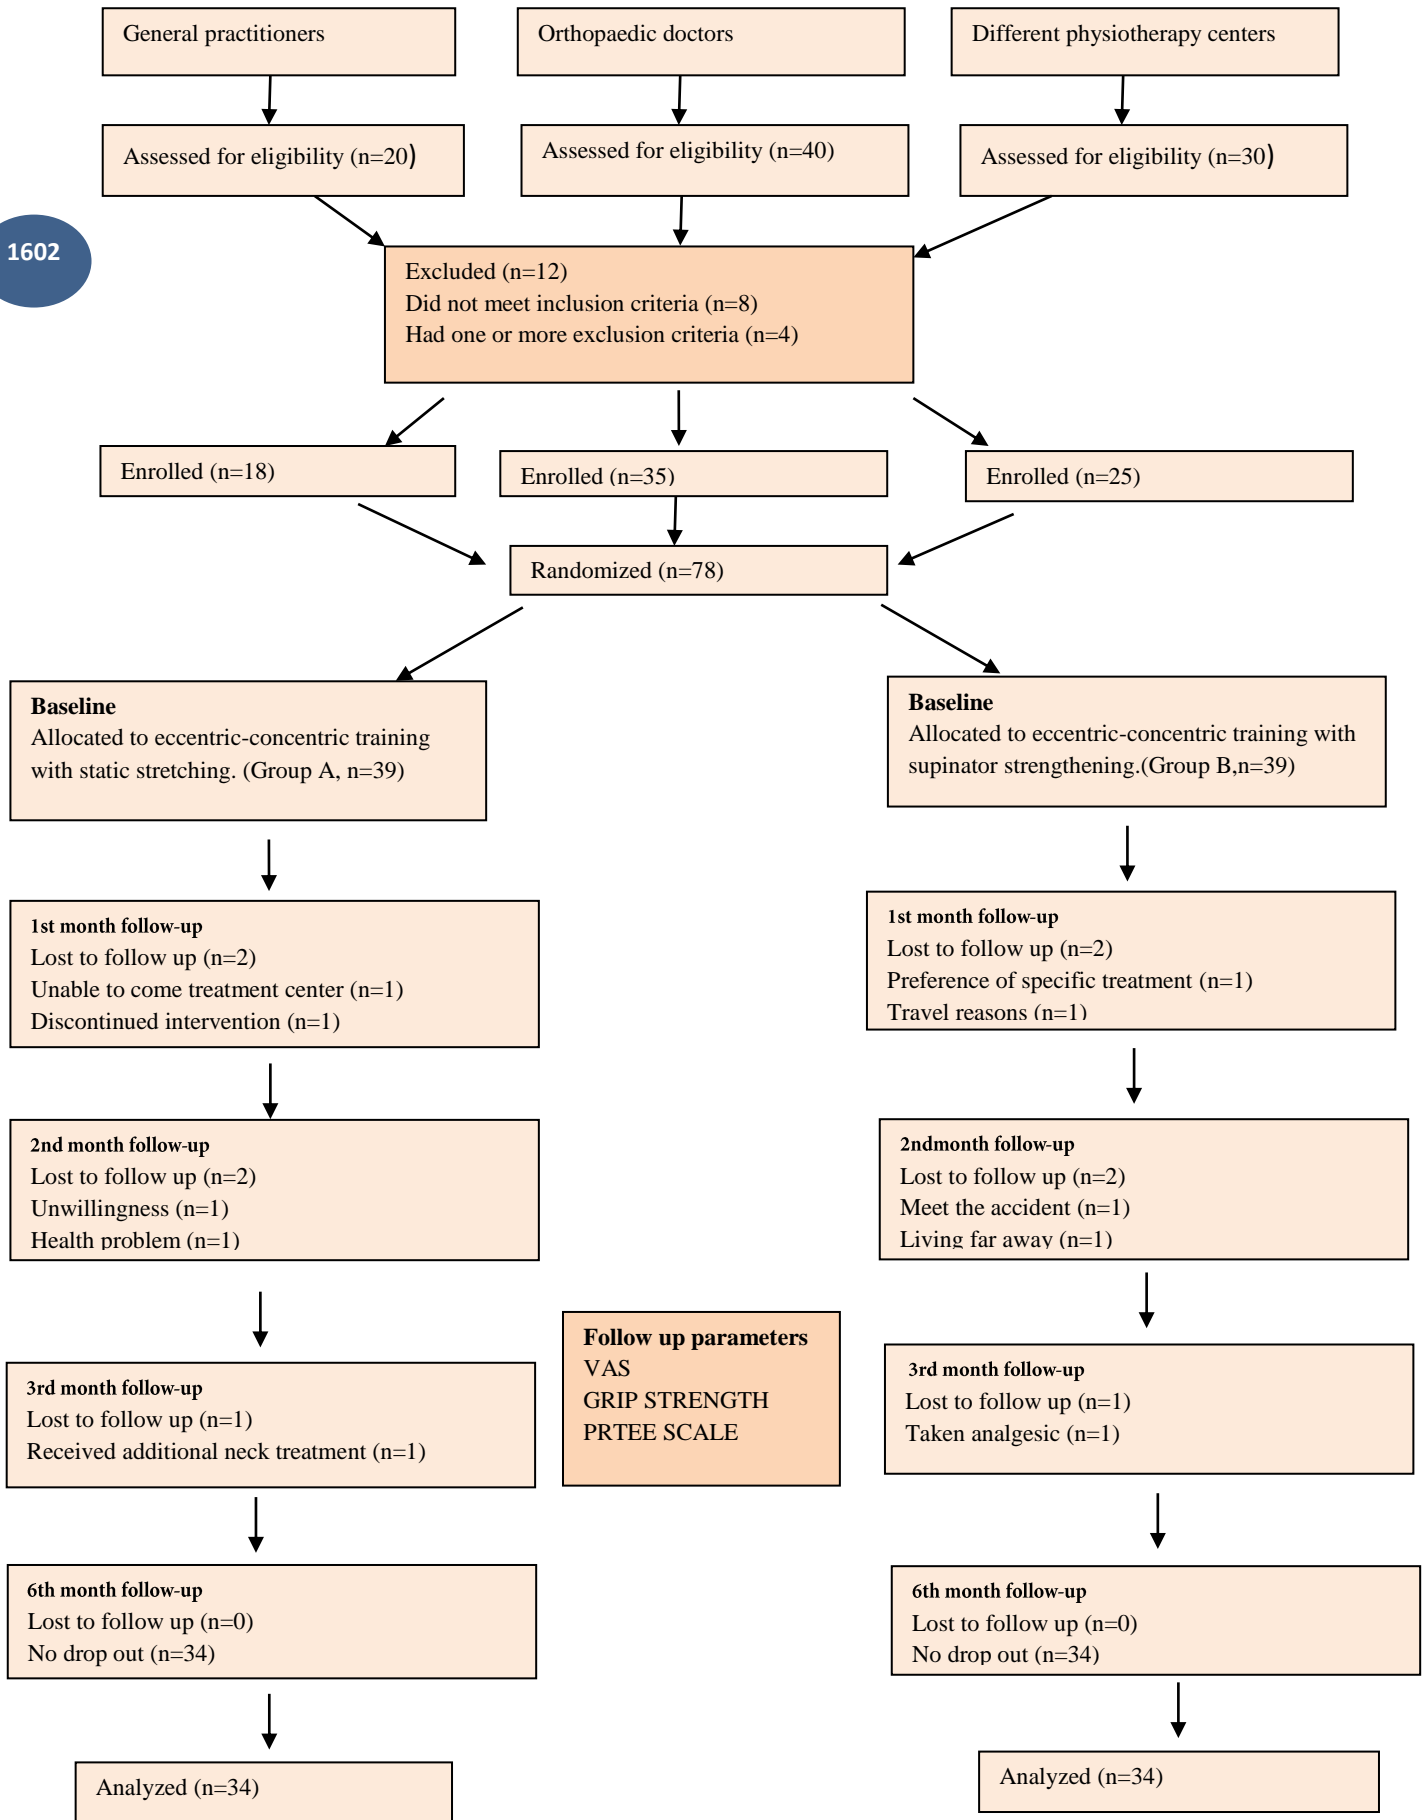 General practitioners
Orthopaedic doctors
Different physiotherapy centers
Assessed for eligibility (n=20)
Assessed for eligibility (n=40)
Assessed for eligibility (n=30)
1602
Excluded (n=12)
Did not meet inclusion criteria (n=8)
Had one or more exclusion criteria (n=4)
Enrolled (n=18)
Enrolled (n=35)
Enrolled (n=25)
Randomized (n=78)
Baseline
Allocated to eccentric-concentric training
with static stretching. (Group A, n=39)
Baseline
Allocated to eccentric-concentric training with
supinator strengthening.(Group B,n=39)
1st month follow-up
Lost to follow up (n=2)
Unable to come treatment center (n=1)
Discontinued intervention (n=1)
1st month follow-up
Lost to follow up (n=2)
Preference of specific treatment (n=1)
Travel reasons (n=1)
2nd month follow-up
Lost to follow up (n=2)
Unwillingness (n=1)
Health problem (n=1)
2ndmonth follow-up
Lost to follow up (n=2)
Meet the accident (n=1)
Living far away (n=1)
3rd month follow-up
Lost to follow up (n=1)
Received additional neck treatment (n=1)
Follow up parameters
VAS
GRIP STRENGTH
PRTEE SCALE
3rd month follow-up
Lost to follow up (n=1)
Taken analgesic (n=1)
6th month follow-up
Lost to follow up (n=0)
No drop out (n=34)
6th month follow-up
Lost to follow up (n=0)
No drop out (n=34)
Analyzed (n=34)
Analyzed (n=34)